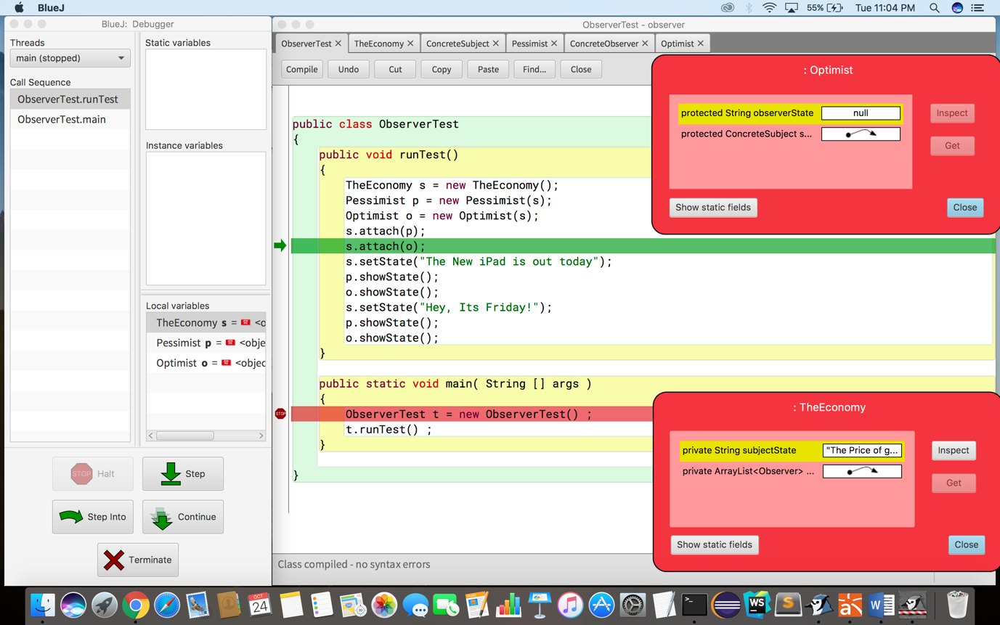 BlueJ
55%
Tue 11:04 PM
BlueJ: Debugger
Threads
main (stopped)
Call Sequence
ObserverTest.runTest
ObserverTest.main
Static variables
Instance variables
Local variables
TheEconomy s = <o
Pessimist p = <obje
Optimist o = <objec
STOP Halt
Step
Step Into
Continue
Terminate
ObserverTest - observer
ObserverTest × TheEconomy × ConcreteSubject × Pessimist × ConcreteObserver × Optimist ×
Compile Undo Cut Copy Paste Find... Close
public class ObserverTest
{
public void runTest()
{
TheEconomy s = new TheEconomy();
Pessimist p = new Pessimist(s);
Optimist o = new Optimist(s);
s.attach(p);
s.attach(o);
s.setState("The New iPad is out today");
p.showState();
o.showState();
s.setState("Hey, Its Friday!");
p.showState();
o.showState();
}
public static void main( String [] args )
{
STOP
ObserverTest t = new ObserverTest() ;
t.runTest() ;
}
}
Class compiled - no syntax errors
: Optimist
protected String observerState null
protected ConcreteSubject s...
Inspect
Get
Show static fields
Close
: TheEconomy
private String subjectState "The Price of g...
private ArrayList<Observer> ...
Inspect
Get
Show static fields
Close
OCT
24
WS
S
W